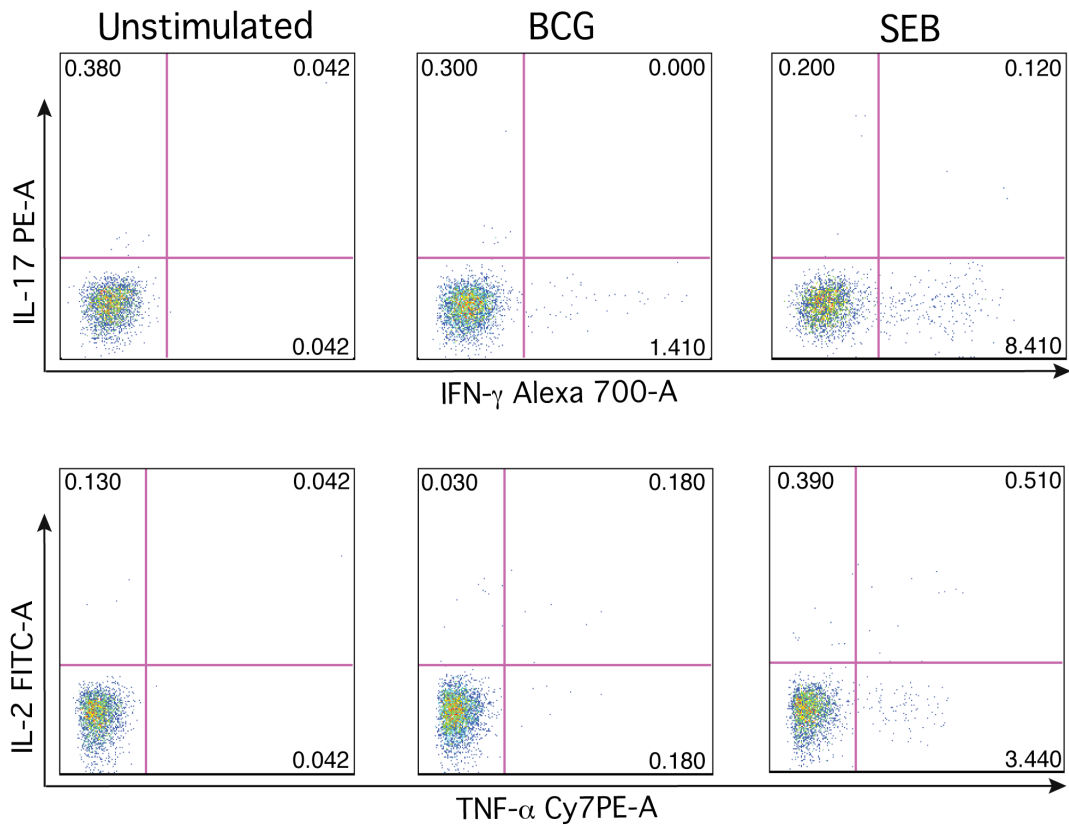 Unstimulated BCG SEB
0.380 0.042 0.300 0.000 0.200 0.120
IL-17 PE-A
0.042 1.410 8.410
IFN-γ Alexa 700-A
0.130 0.042 0.030 0.180 0.390 0.510
IL-2 FITC-A
0.042 0.180 3.440
TNF-α Cy7PE-A